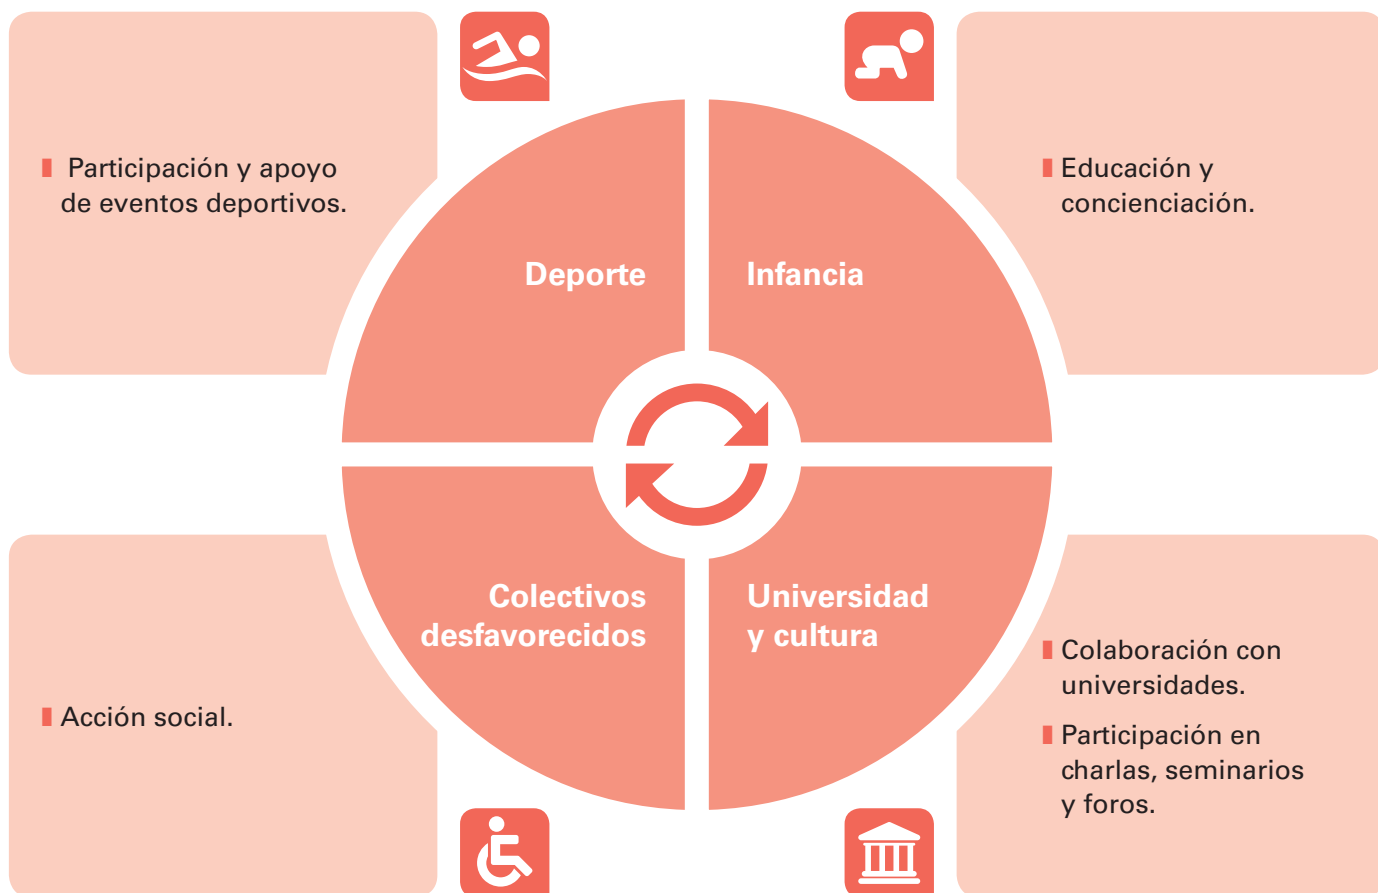 Participación y apoyo
de eventos deportivos.
Deporte
Infancia
Educación y
concienciación.
Colectivos
desfavorecidos
Acción social.
Universidad
y cultura
Colaboración con
universidades.
Participación en
charlas, seminarios
y foros.